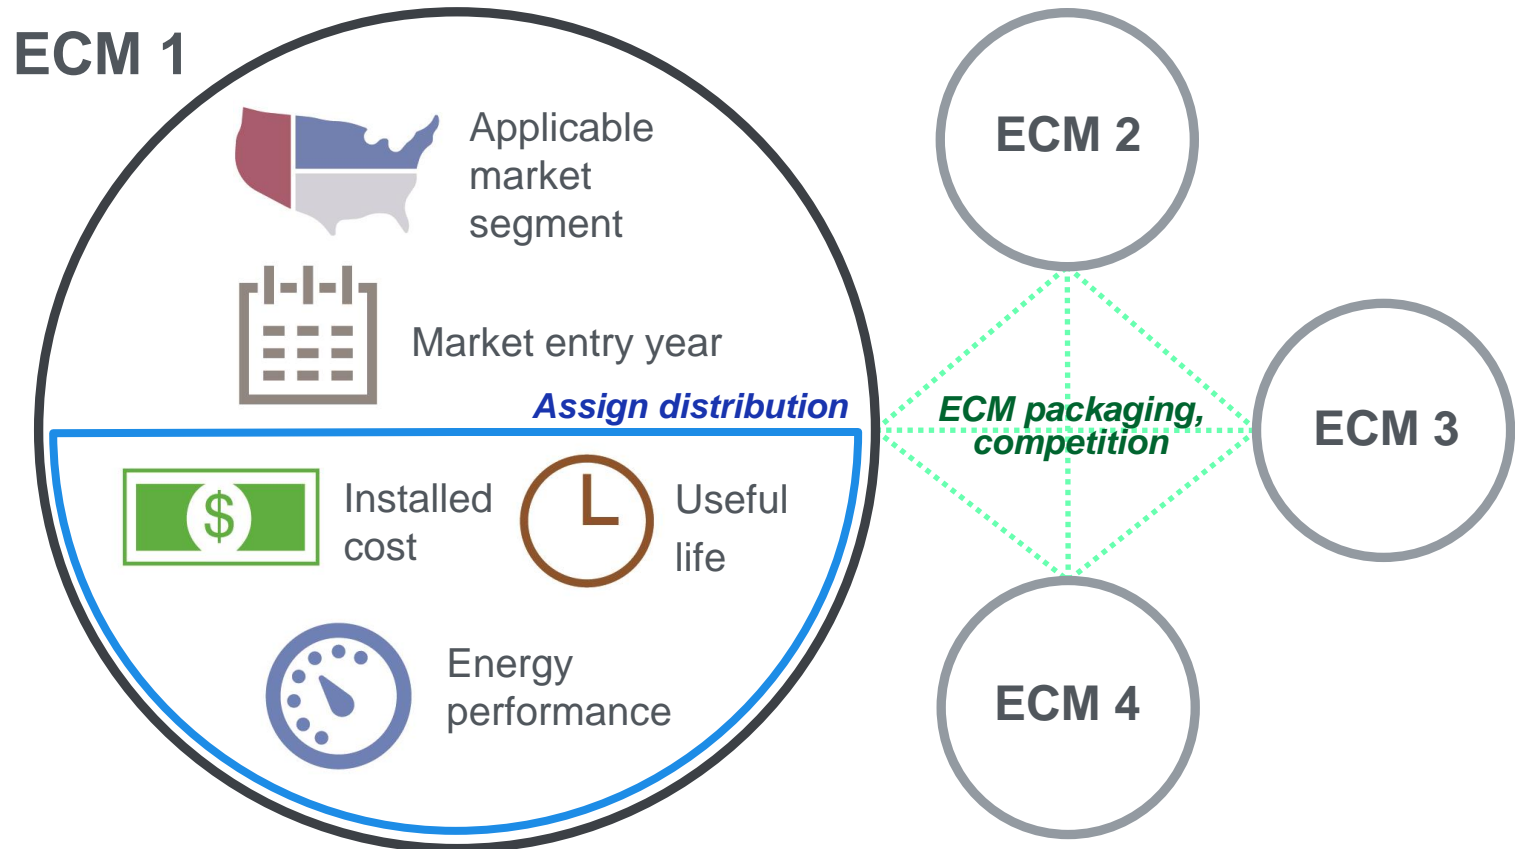 ECM 1
Applicable
market
segment
Market entry year
Assign distribution
$
Installed
cost
Useful
life
Energy
performance
ECM 2
ECM packaging,
competition
ECM 3
ECM 4